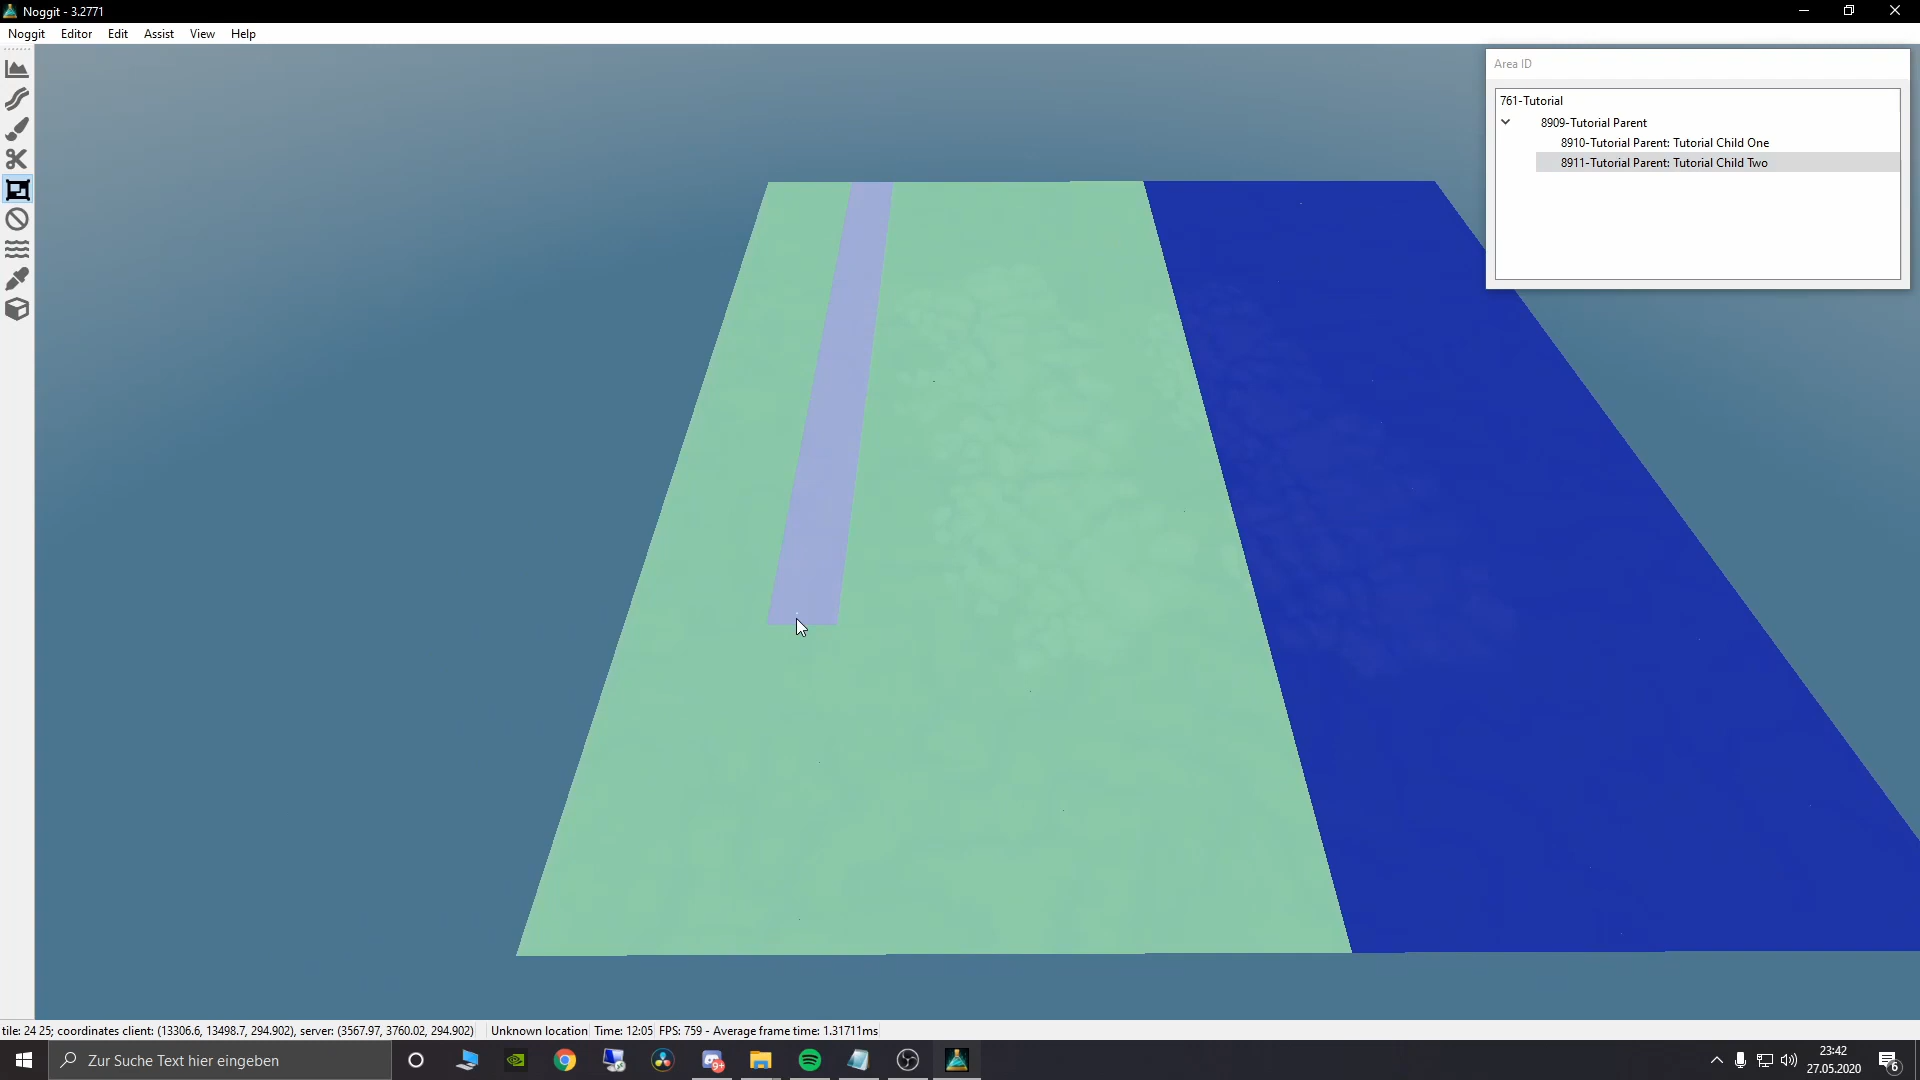 Noggit - 3.2771
Noggit Editor Edit Assist View Help
Area ID
761-Tutorial
8909-Tutorial Parent
8910-Tutorial Parent: Tutorial Child One
8911-Tutorial Parent: Tutorial Child Two
tile: 24 25; coordinates client: (13306.6, 13498.7, 294.902), server: (3567.97, 3760.02, 294.902) Unknown location Time: 12:05 FPS: 759 - Average frame time: 1.31711ms
Zur Suche Text hier eingeben
9+
23:42
27.05.2020
6